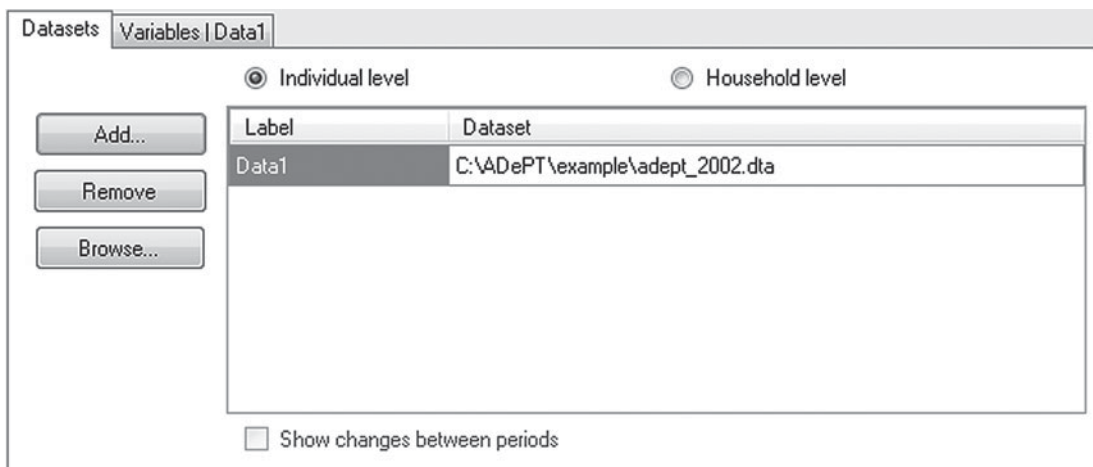 Datasets Variables | Data1
Individual level Household level
Add...
Remove
Browse...
Label Dataset
Data1 C:\ADePT\example\adept_2002.dta
Show changes between periods